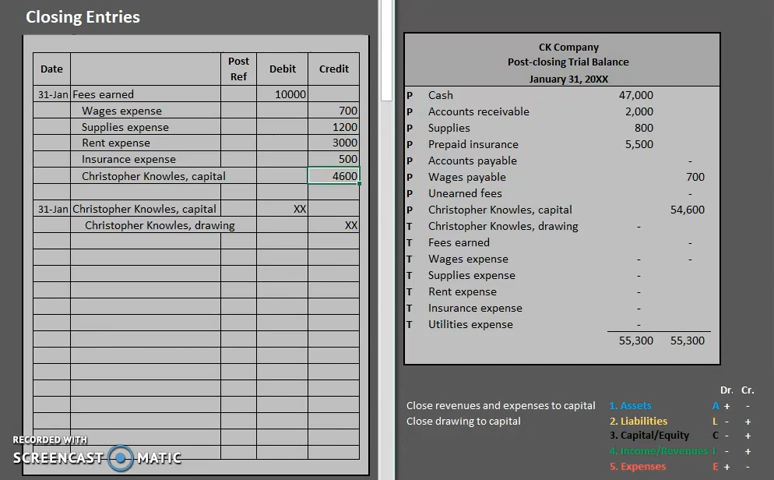 Closing Entries
Date Post Ref Debit Credit
31-Jan Fees earned 10000
Wages expense 700
Supplies expense 1200
Rent expense 3000
Insurance expense 500
Christopher Knowles, capital 4600
31-Jan Christopher Knowles, capital XX
Christopher Knowles, drawing XX
RECORDED WITH
SCREENCAST MATIC
CK Company
Post-closing Trial Balance
January 31, 20XX
P Cash 47,000
P Accounts receivable 2,000
P Supplies 800
P Prepaid insurance 5,500
P Accounts payable -
P Wages payable 700
P Unearned fees -
P Christopher Knowles, capital 54,600
T Christopher Knowles, drawing -
T Fees earned -
T Wages expense - -
T Supplies expense -
T Rent expense -
T Insurance expense -
T Utilities expense -
55,300 55,300
Dr. Cr.
Close revenues and expenses to capital 1. Assets A + -
Close drawing to capital 2. Liabilities L - +
3. Capital/Equity C - +
4. Income/Revenues I - +
5. Expenses E + -